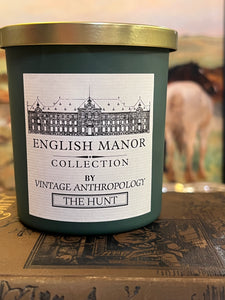 ENGLISH MANOR
COLLECTION
BY
VINTAGE ANTHROPOLOGY
THE HUNT